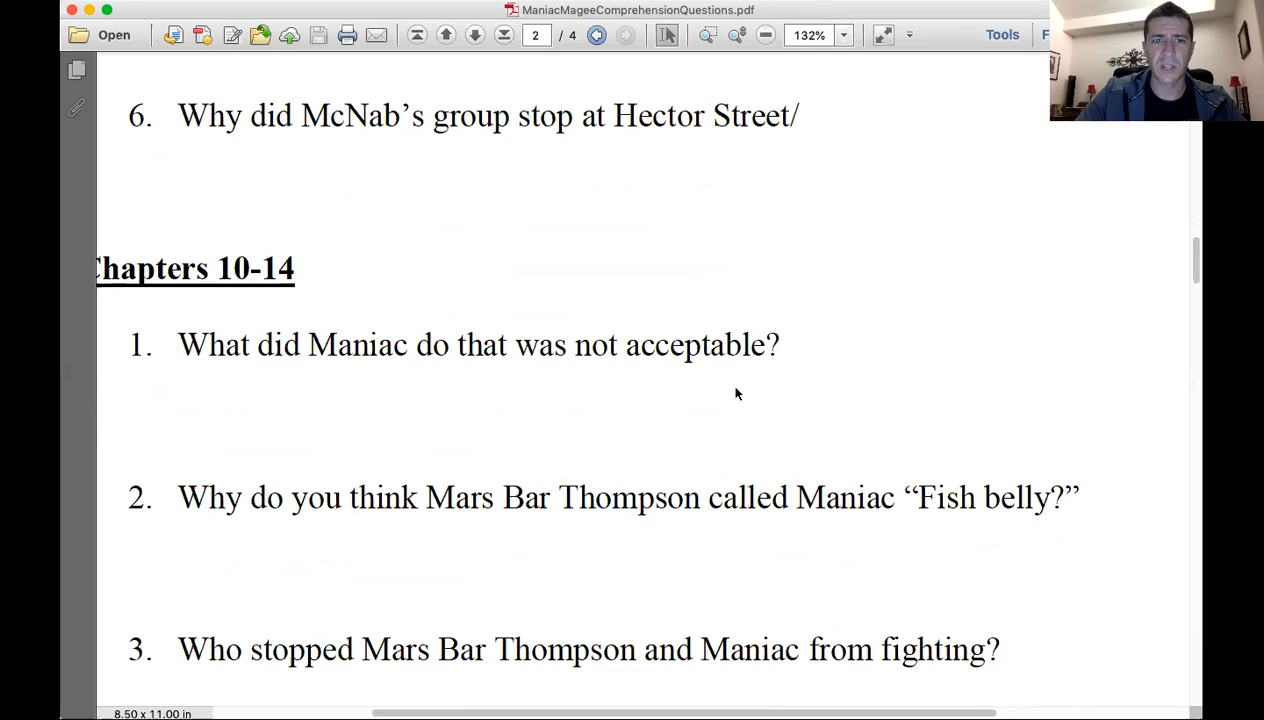 ManiacMageeComprehensionQuestions.pdf
Open
2 / 4
132%
Tools
6. Why did McNab’s group stop at Hector Street/
Chapters 10-14
1. What did Maniac do that was not acceptable?
2. Why do you think Mars Bar Thompson called Maniac “Fish belly?”
3. Who stopped Mars Bar Thompson and Maniac from fighting?
8.50 x 11.00 in